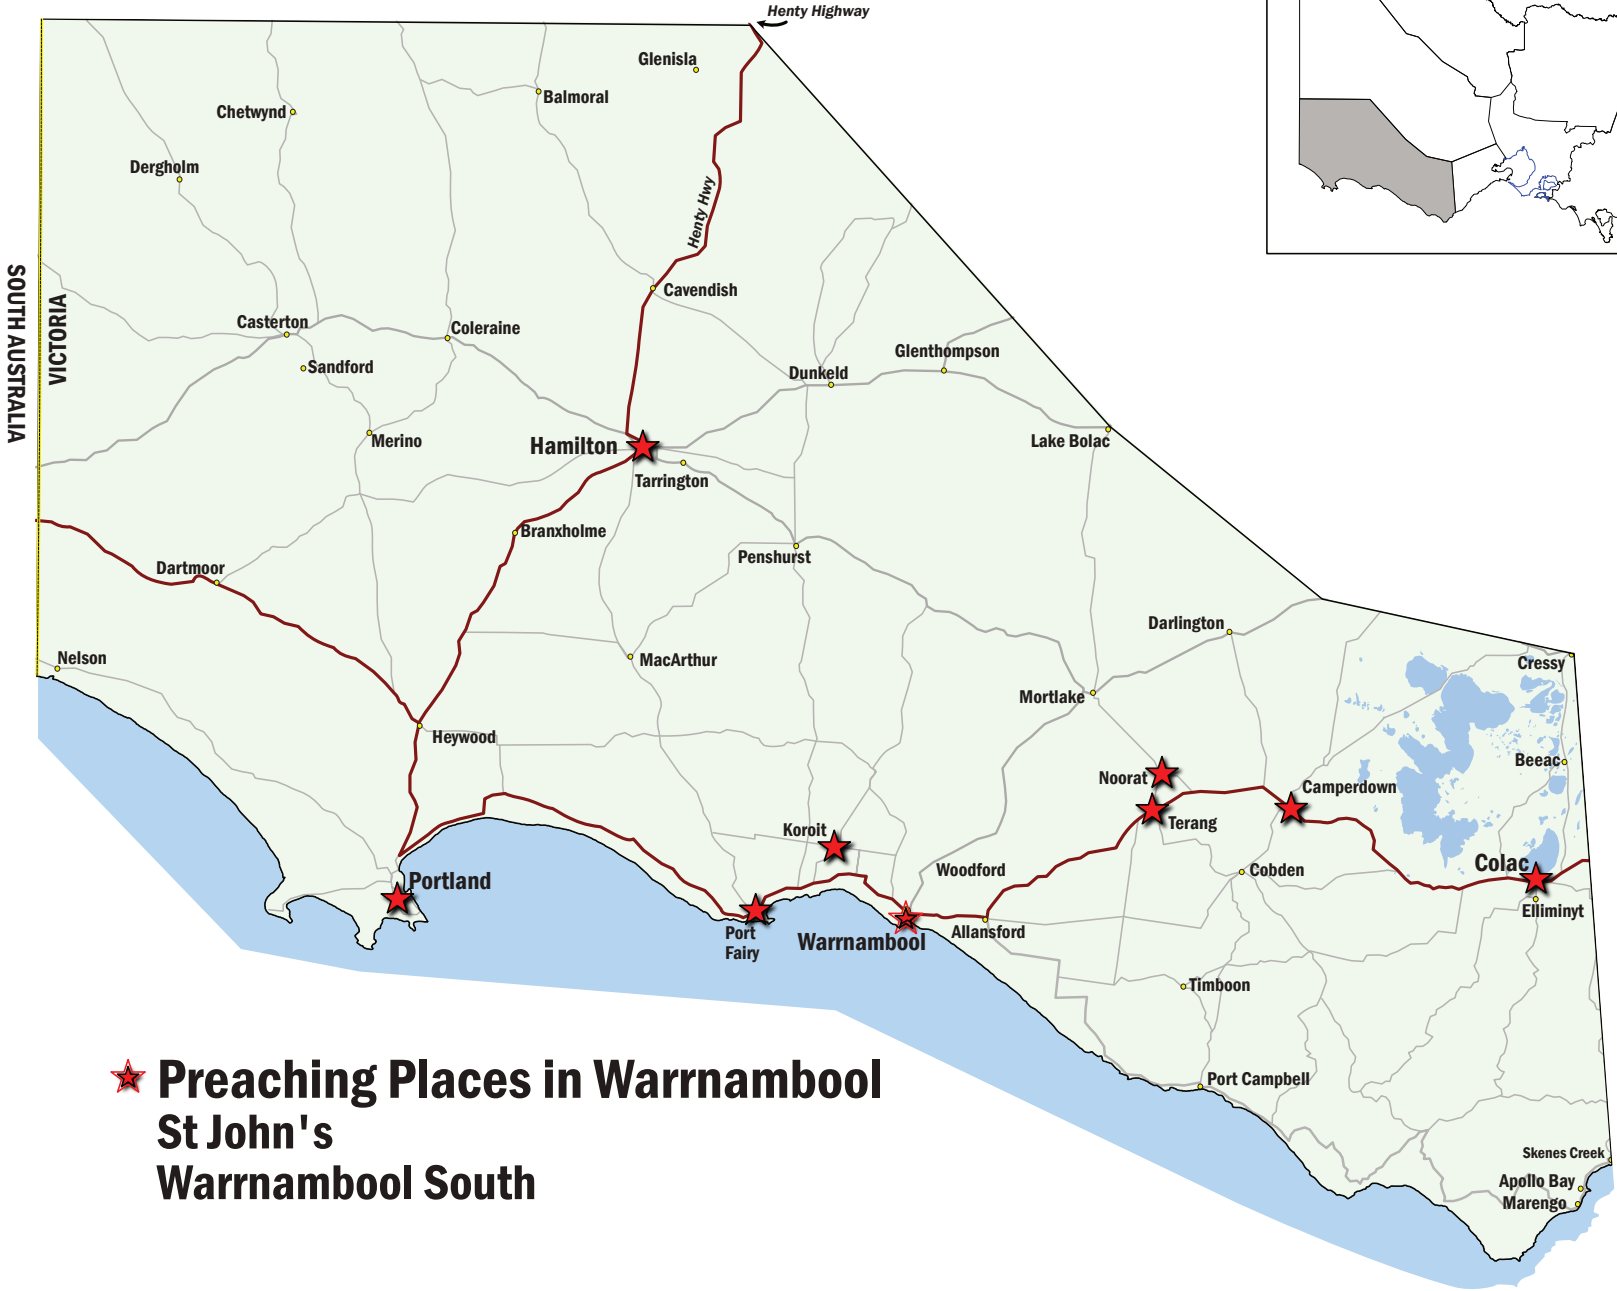 Henty Highway
Glenisla
Balmoral
Chetwynd
Dergholm
Henty Hwy
SOUTH AUSTRALIA
VICTORIA
Cavendish
Casterton
Coleraine
Sandford
Glenthompson
Dunkeld
Merino
Hamilton
Lake Bolac
Tarrington
Branxholme
Penshurst
Dartmoor
Darlington
Nelson
MacArthur
Cressy
Mortlake
Heywood
Beeac
Noorat
Camperdown
Terang
Koroit
Woodford
Cobden
Colac
Portland
Elliminyt
Port
Fairy
Warrnambool
Allansford
Timboon
Port Campbell
Preaching Places in Warrnambool
St John's
Warrnambool South
Skenes Creek
Apollo Bay
Marengo